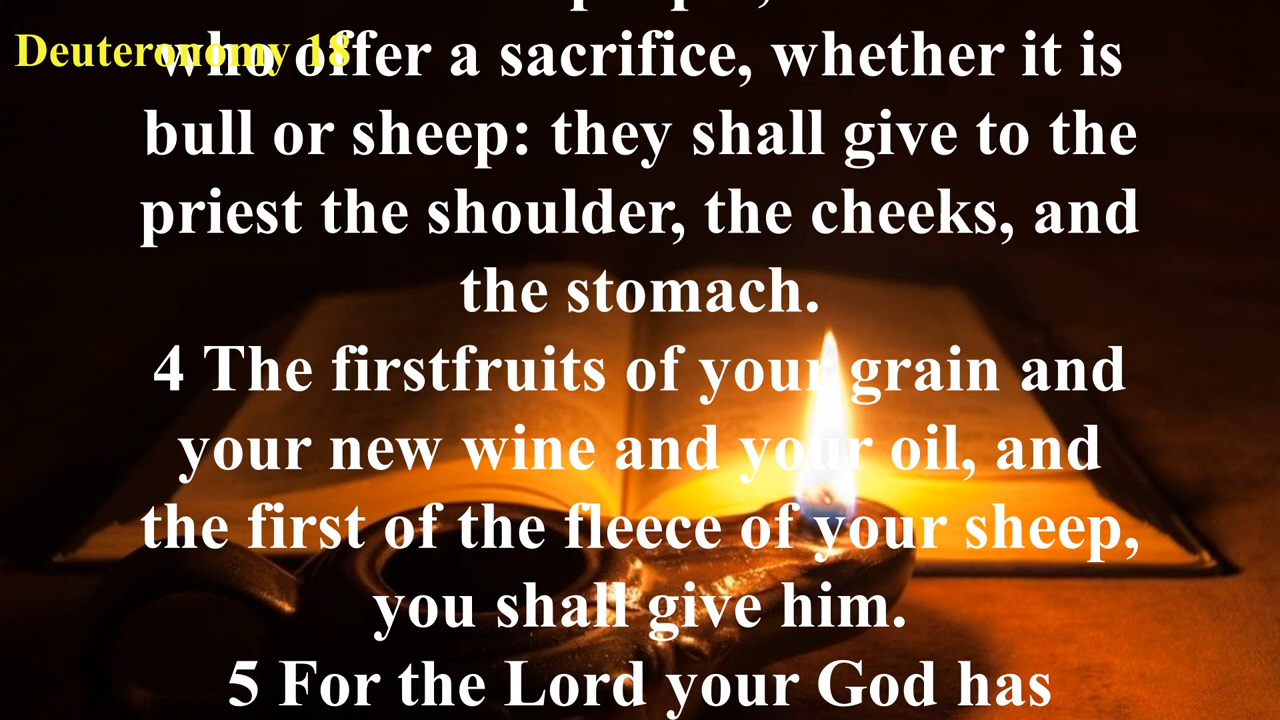 Deuteronomy 18
who offer a sacrifice, whether it is
bull or sheep: they shall give to the
priest the shoulder, the cheeks, and
the stomach.
4 The firstfruits of your grain and
your new wine and your oil, and
the first of the fleece of your sheep,
you shall give him.
5 For the Lord your God has